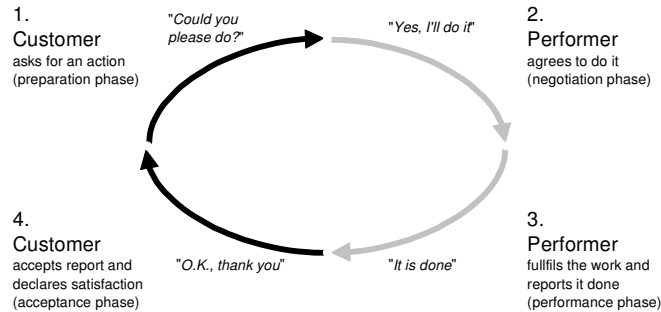 1.
Customer
asks for an action
(preparation phase)
"Could you
please do?"
"Yes, I'll do it"
2.
Performer
agrees to do it
(negotiation phase)
4.
Customer
accepts report and
declares satisfaction
(acceptance phase)
"O.K., thank you"
"It is done"
3.
Performer
fullfils the work and
reports it done
(performance phase)